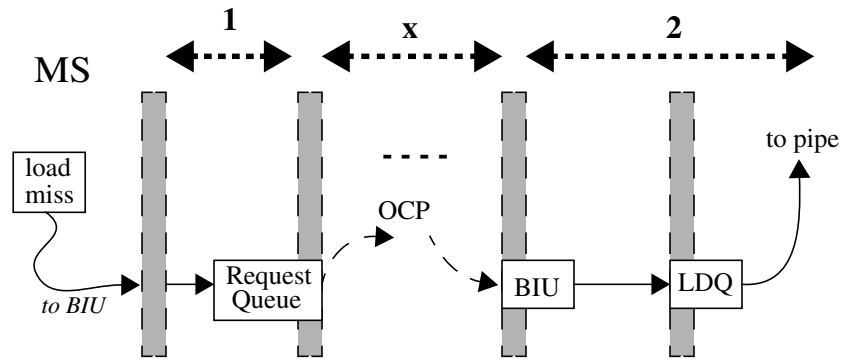 1
x
2
MS
to pipe
load
miss
OCP
Request
Queue
BIU
LDQ
to BIU